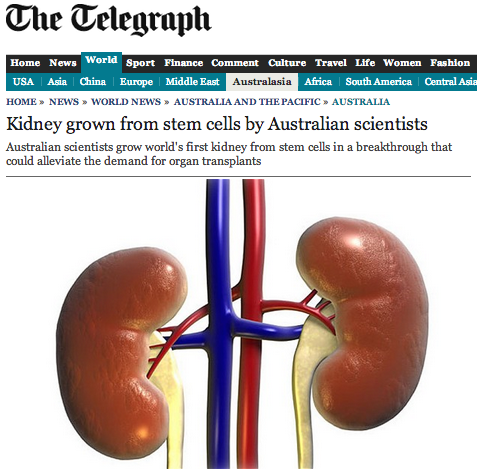 The Telegraph
Home News World Sport Finance Comment Culture Travel Life Women Fashion
USA Asia China Europe Middle East Australasia Africa South America Central Asia
HOME » NEWS » WORLD NEWS » AUSTRALIA AND THE PACIFIC » AUSTRALIA
Kidney grown from stem cells by Australian scientists
Australian scientists grow world's first kidney from stem cells in a breakthrough that
could alleviate the demand for organ transplants